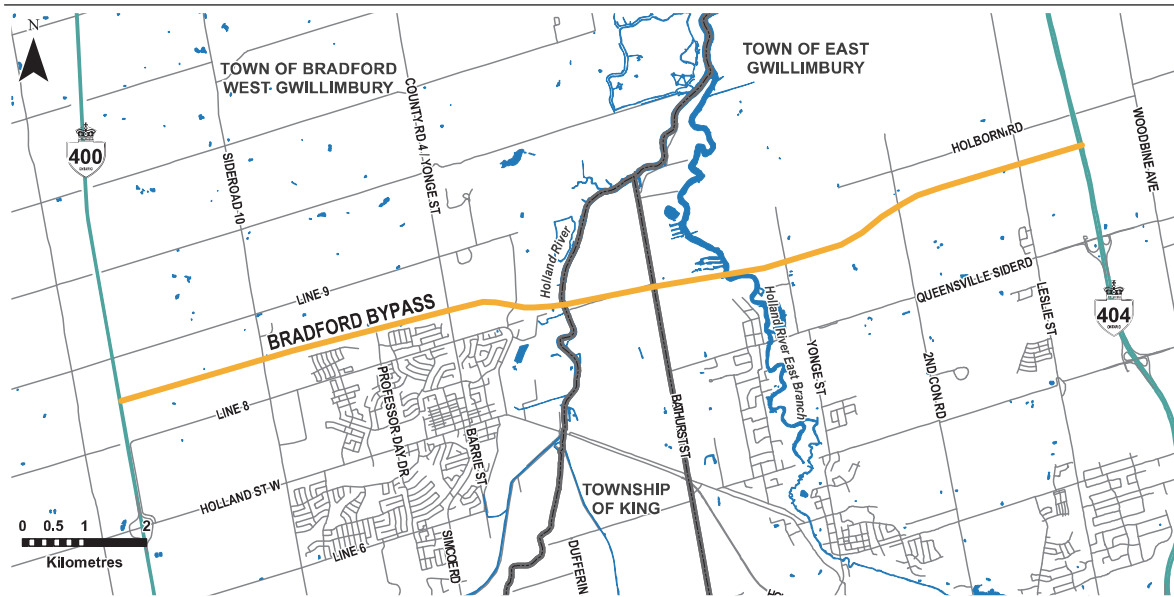 N
TOWN OF BRADFORD
WEST GWILLIMBURY
TOWN OF EAST
GWILLIMBURY
COUNTY RD 4 / YONGE ST
WOODBINE AVE
400
ONTARIO
SIDEROAD 10
HOLBORN RD
Holland River
LINE 9
BRADFORD BYPASS
QUEENSVILLE SIDERD
LESLIE ST
404
ONTARIO
Holland River East Branch
YONGE ST
2ND CON RD
LINE 8
PROFESSOR DAY DR
BARRIE ST
BATHURST ST
HOLLAND ST W
TOWNSHIP
OF KING
LINE 6
SIMCOE RD
DUFFERIN
0 0.5 1 2
Kilometres